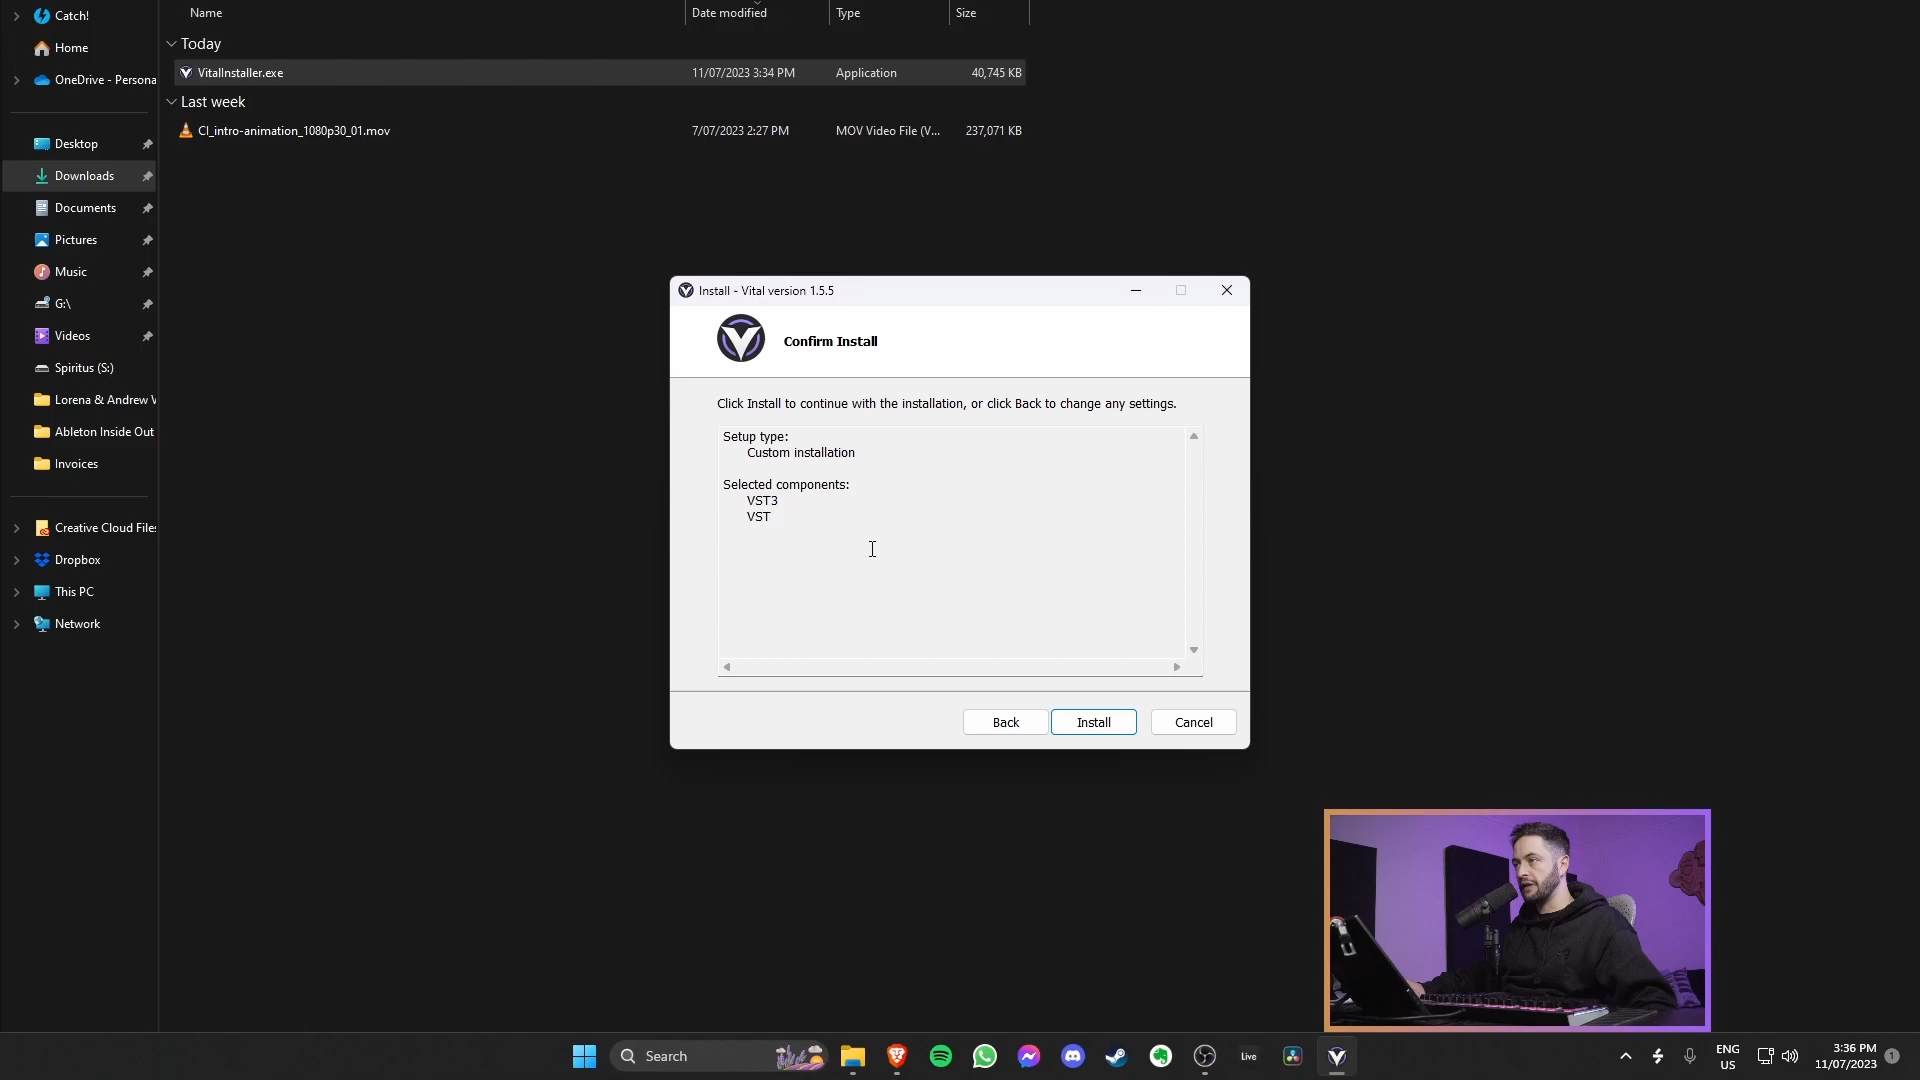 Name
Date modified
Type
Size
Today
VitalInstaller.exe
11/07/2023 3:34 PM
Application
40,745 KB
Last week
CI_intro-animation_1080p30_01.mov
7/07/2023 2:27 PM
MOV Video File (V...
237,071 KB
Catch!
Home
OneDrive - Persona
Desktop
Downloads
Documents
Pictures
Music
G:\
Videos
Spiritus (S:)
Lorena & Andrew V
Ableton Inside Out
Invoices
Creative Cloud Files
Dropbox
This PC
Network
Install - Vital version 1.5.5
Confirm Install
Click Install to continue with the installation, or click Back to change any settings.
Setup type:
Custom installation
Selected components:
VST3
VST
Back
Install
Cancel
Search
Live
ENG
US
3:36 PM
11/07/2023
1